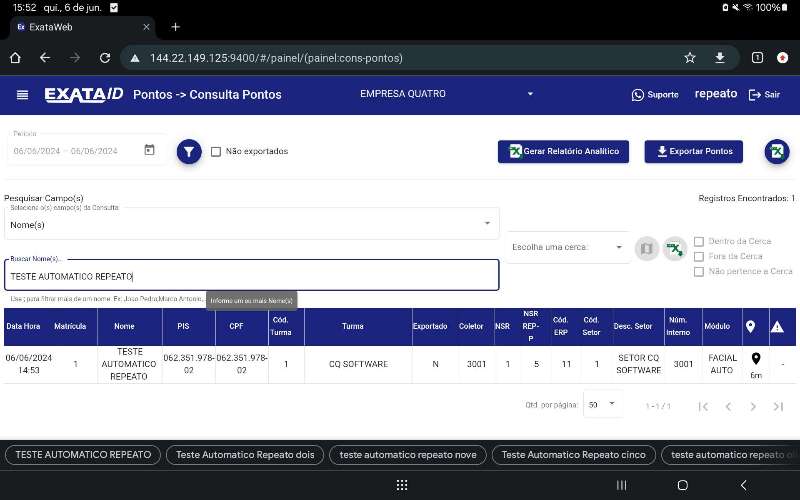 15:52 qui., 6 de jun.
100%
Ex ExataWeb
144.22.149.125:9400/#/painel/(painel:cons-pontos)
1
EXATA ID Pontos -> Consulta Pontos
EMPRESA QUATRO
Suporte
repeato
Sair
Período
06/06/2024 – 06/06/2024
Não exportados
Gerar Relatório Analítico
Exportar Pontos
Pesquisar Campo(s)
Registros Encontrados: 1.
Selecione o(s) campo(s) da Consulta
Nome(s)
Escolha uma cerca:
Dentro da Cerca
Fora da Cerca
Não pertence a Cerca
Buscar Nome(s)..
TESTE AUTOMATICO REPEATO
Use ; para filtrar mais de um nome. Ex: Joao Pedro;Marco Antonio;.
Informe um ou mais Nome(s)
Data Hora Matrícula Nome PIS CPF Cód. Turma Turma Exportado Coletor NSR NSR REP-P Cód. ERP Cód. Setor Desc. Setor Núm. Interno Módulo
06/06/2024 14:53 1 TESTE AUTOMATICO REPEATO 062.351.978-02 062.351.978-02 1 CQ SOFTWARE N 3001 1 5 11 1 SETOR CQ SOFTWARE 3001 FACIAL AUTO 6m -
Qtd. por página: 50 1 - 1 / 1
TESTE AUTOMATICO REPEATO
Teste Automatico Repeato dois
teste automatico repeato nove
Teste Automatico Repeato cinco
teste automatico repeato